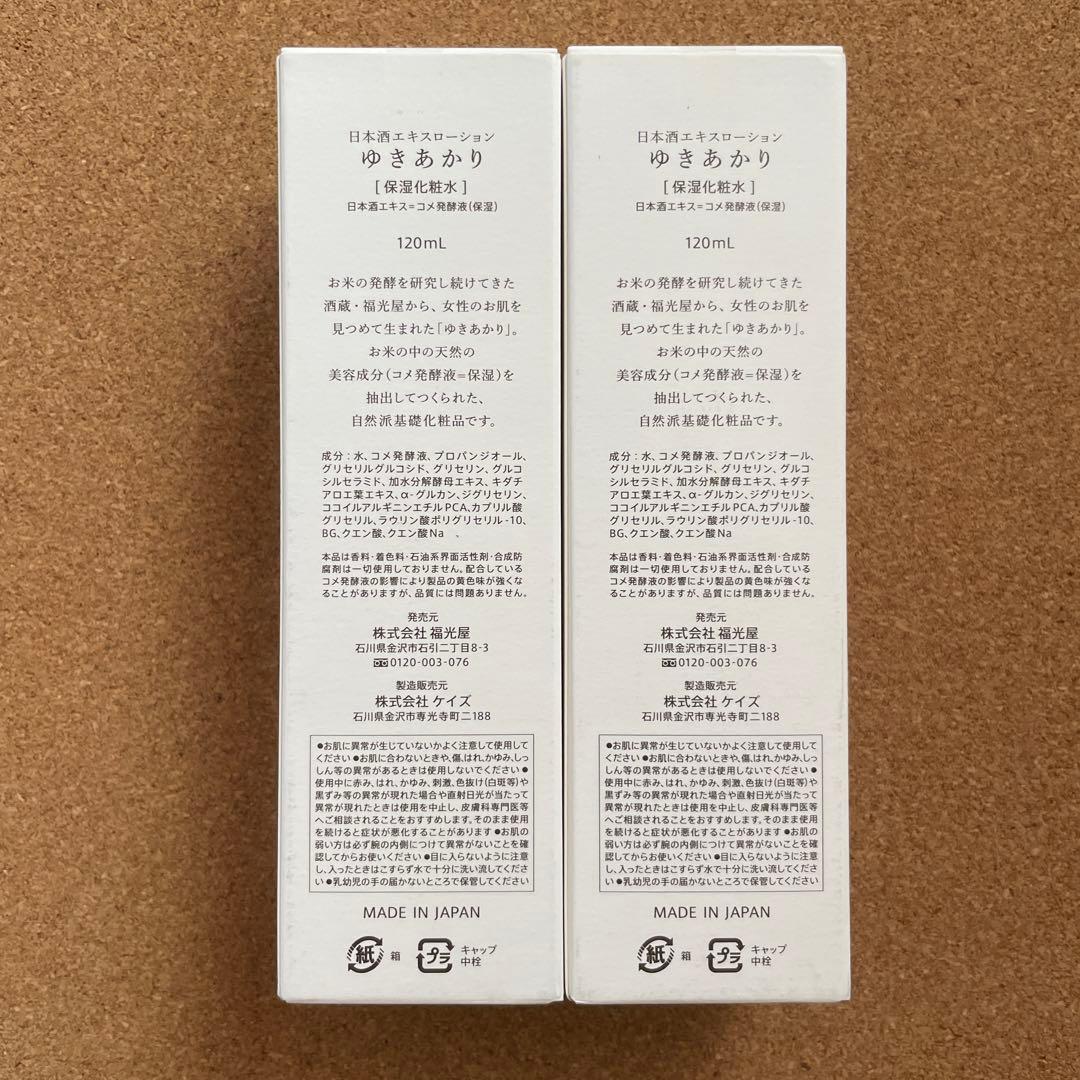 日本酒エキスローション
ゆきあかり
[ 保湿化粧水 ]
日本酒エキス=コメ発酵液(保湿)
120mL
お米の発酵を研究し続けてきた
酒蔵・福光屋から、女性のお肌を
見つめて生まれた「ゆきあかり」。
お米の中の天然の
美容成分(コメ発酵液=保湿)を
抽出してつくられた、
自然派基礎化粧品です。
成分:水、コメ発酵液、プロパンジオール、
グリセリルグルコシド、グリセリン、グルコ
シルセラミド、加水分解酵母エキス、キダチ
アロエ葉エキス、α-グルカン、ジグリセリン、
ココイルアルギニンエチルPCA、カプリル酸
グリセリル、ラウリン酸ポリグリセリル-10、
BG、クエン酸、クエン酸Na 、
本品は香料・着色料・石油系界面活性剤・合成防
腐剤は一切使用しておりません。配合している
コメ発酵液の影響により製品の黄色味が強くな
ることがありますが、品質には問題ありません。
発売元
株式会社 福光屋
石川県金沢市石引二丁目8-3
0120-003-076
製造販売元
株式会社 ケイズ
石川県金沢市専光寺町ニ188
●お肌に異常が生じていないかよく注意して使用して
ください ●お肌に合わないときや、傷、はれ、かゆみ、しっ
しん等の異常があるときは使用しないでください ●
使用中に赤み、はれ、かゆみ、刺激、色抜け(白斑等)や
黒ずみ等の異常が現れた場合や直射日光が当たって
異常が現れたときは使用を中止し、皮膚科専門医等
へご相談されることをおすすめします。そのまま使用
を続けると症状が悪化することがあります ●お肌の
弱い方は必ず腕の内側につけて異常がないことを確
認してからお使いください ●目に入らないように注意
し、入ったときはこすらず水で十分に洗い流してくださ
い ●乳幼児の手の届かないところで保管してください
MADE IN JAPAN
紙 箱
プラ キャップ
中栓
日本酒エキスローション
ゆきあかり
[ 保湿化粧水 ]
日本酒エキス=コメ発酵液(保湿)
120mL
お米の発酵を研究し続けてきた
酒蔵・福光屋から、女性のお肌を
見つめて生まれた「ゆきあかり」。
お米の中の天然の
美容成分(コメ発酵液=保湿)を
抽出してつくられた、
自然派基礎化粧品です。
成分:水、コメ発酵液、プロパンジオール、
グリセリルグルコシド、グリセリン、グルコ
シルセラミド、加水分解酵母エキス、キダチ
アロエ葉エキス、α-グルカン、ジグリセリン、
ココイルアルギニンエチルPCA、カプリル酸
グリセリル、ラウリン酸ポリグリセリル-10、
BG、クエン酸、クエン酸Na
本品は香料・着色料・石油系界面活性剤・合成防
腐剤は一切使用しておりません。配合している
コメ発酵液の影響により製品の黄色味が強くな
ることがありますが、品質には問題ありません。
発売元
株式会社 福光屋
石川県金沢市石引二丁目8-3
0120-003-076
製造販売元
株式会社 ケイズ
石川県金沢市専光寺町ニ188
●お肌に異常が生じていないかよく注意して使用して
ください ●お肌に合わないときや、傷、はれ、かゆみ、しっ
しん等の異常があるときは使用しないでください ●
使用中に赤み、はれ、かゆみ、刺激、色抜け(白斑等)や
黒ずみ等の異常が現れた場合や直射日光が当たって
異常が現れたときは使用を中止し、皮膚科専門医等
へご相談されることをおすすめします。そのまま使用
を続けると症状が悪化することがあります ●お肌の
弱い方は必ず腕の内側につけて異常がないことを確
認してからお使いください ●目に入らないように注意
し、入ったときはこすらず水で十分に洗い流してくださ
い ●乳幼児の手の届かないところで保管してください
MADE IN JAPAN
紙 箱
プラ キャップ
中栓